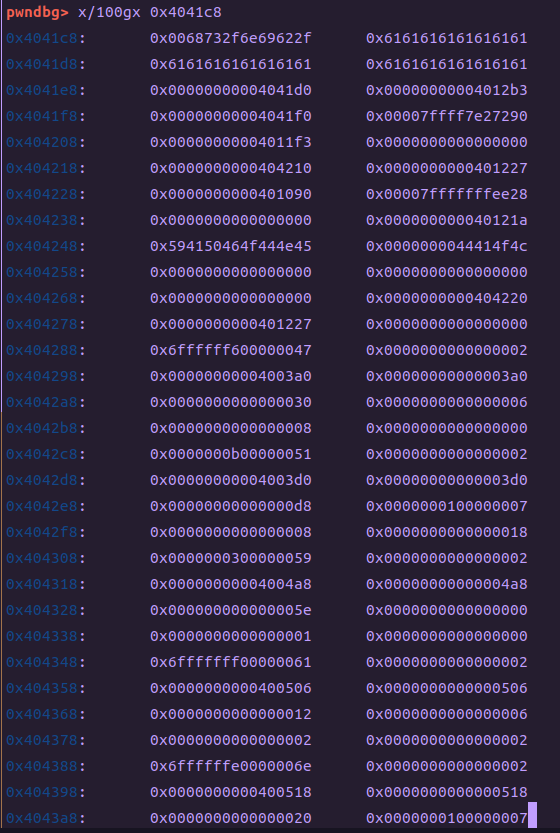 pwndbg> x/100gx 0x4041c8
0x4041c8: 0x0068732f6e69622f 0x6161616161616161
0x4041d8: 0x6161616161616161 0x6161616161616161
0x4041e8: 0x00000000004041d0 0x00000000004012b3
0x4041f8: 0x00000000004041f0 0x00007ffff7e27290
0x404208: 0x00000000004011f3 0x0000000000000000
0x404218: 0x0000000000404210 0x0000000000401227
0x404228: 0x0000000000401090 0x00007fffffffee28
0x404238: 0x0000000000000000 0x000000000040121a
0x404248: 0x594150464f444e45 0x0000000044414f4c
0x404258: 0x0000000000000000 0x0000000000000000
0x404268: 0x0000000000000000 0x0000000000404220
0x404278: 0x0000000000401227 0x0000000000000000
0x404288: 0x6ffffff600000047 0x0000000000000002
0x404298: 0x00000000004003a0 0x00000000000003a0
0x4042a8: 0x0000000000000030 0x0000000000000006
0x4042b8: 0x0000000000000008 0x0000000000000000
0x4042c8: 0x0000000b00000051 0x0000000000000002
0x4042d8: 0x00000000004003d0 0x00000000000003d0
0x4042e8: 0x00000000000000d8 0x0000000100000007
0x4042f8: 0x0000000000000008 0x0000000000000018
0x404308: 0x0000000300000059 0x0000000000000002
0x404318: 0x00000000004004a8 0x00000000000004a8
0x404328: 0x000000000000005e 0x0000000000000000
0x404338: 0x0000000000000001 0x0000000000000000
0x404348: 0x6fffffff00000061 0x0000000000000002
0x404358: 0x0000000000400506 0x0000000000000506
0x404368: 0x0000000000000012 0x0000000000000006
0x404378: 0x0000000000000002 0x0000000000000002
0x404388: 0x6ffffffe0000006e 0x0000000000000002
0x404398: 0x0000000000400518 0x0000000000000518
0x4043a8: 0x0000000000000020 0x0000000100000007